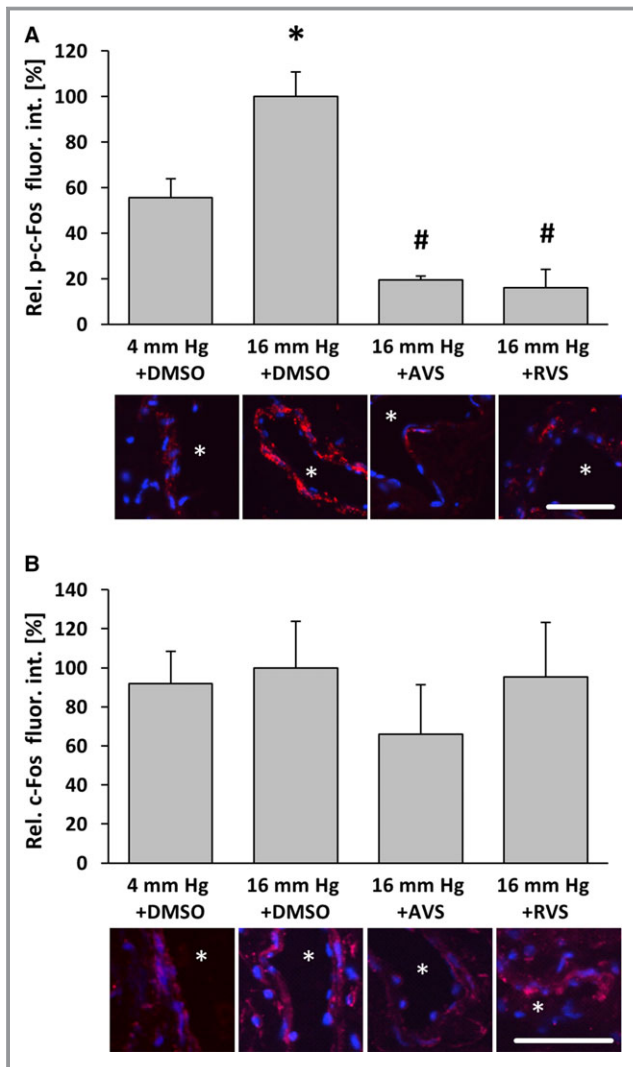 A
*
120
100
80
60
40
20
0
Rel. p-c-Fos fluor. int. [%]
# #
4 mm Hg 16 mm Hg 16 mm Hg 16 mm Hg
+DMSO +DMSO +AVS +RVS
* * * *
B
140
120
100
80
60
40
20
0
Rel. c-Fos fluor. int. [%]
4 mm Hg 16 mm Hg 16 mm Hg 16 mm Hg
+DMSO +DMSO +AVS +RVS
* * * *